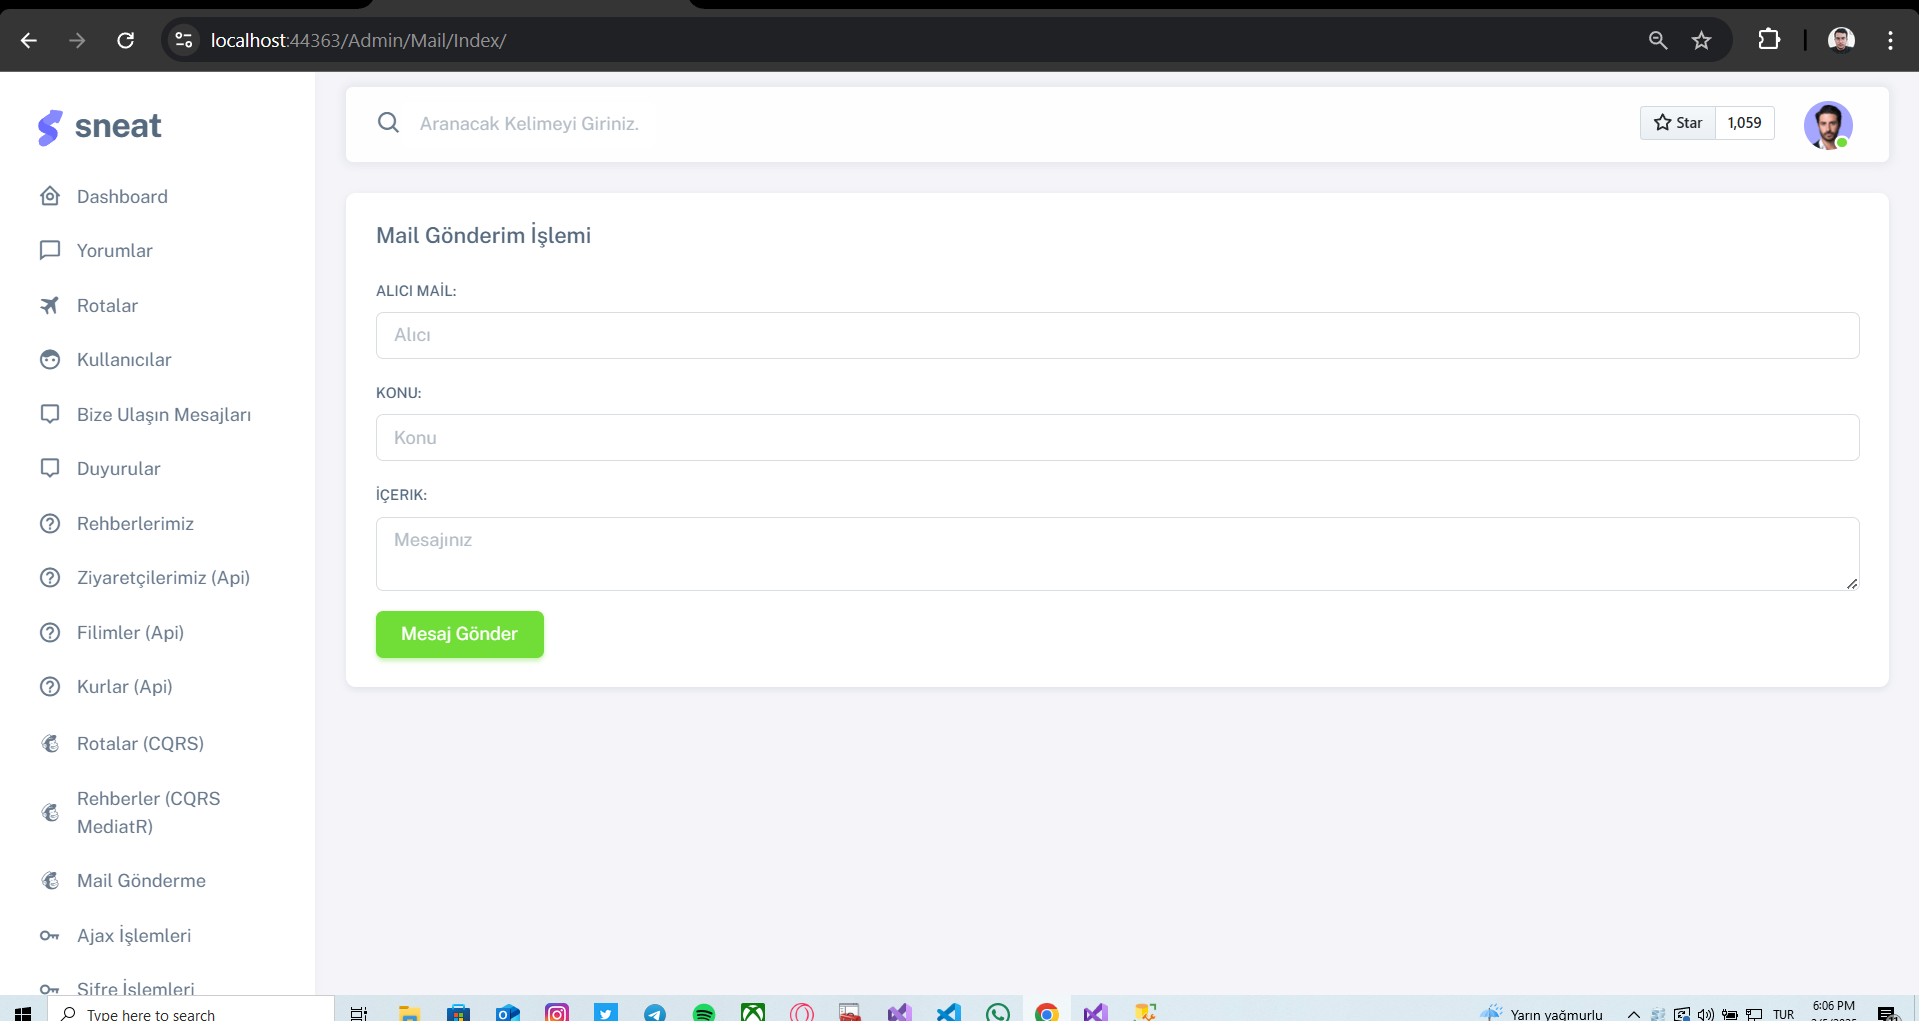 localhost:44363/Admin/Mail/Index/
sneat
Dashboard
Yorumlar
Rotalar
Kullanıcılar
Bize Ulaşın Mesajları
Duyurular
Rehberlerimiz
Ziyaretçilerimiz (Api)
Filimler (Api)
Kurlar (Api)
Rotalar (CQRS)
Rehberler (CQRS
MediatR)
Mail Gönderme
Ajax İşlemleri
Şifre İşlemleri
Aranacak Kelimeyi Giriniz.
Star 1,059
Mail Gönderim İşlemi
ALICI MAİL:
Alıcı
KONU:
Konu
İÇERIK:
Mesajınız
Mesaj Gönder
Type here to search
Yarın yağmurlu
TUR
6:06 PM